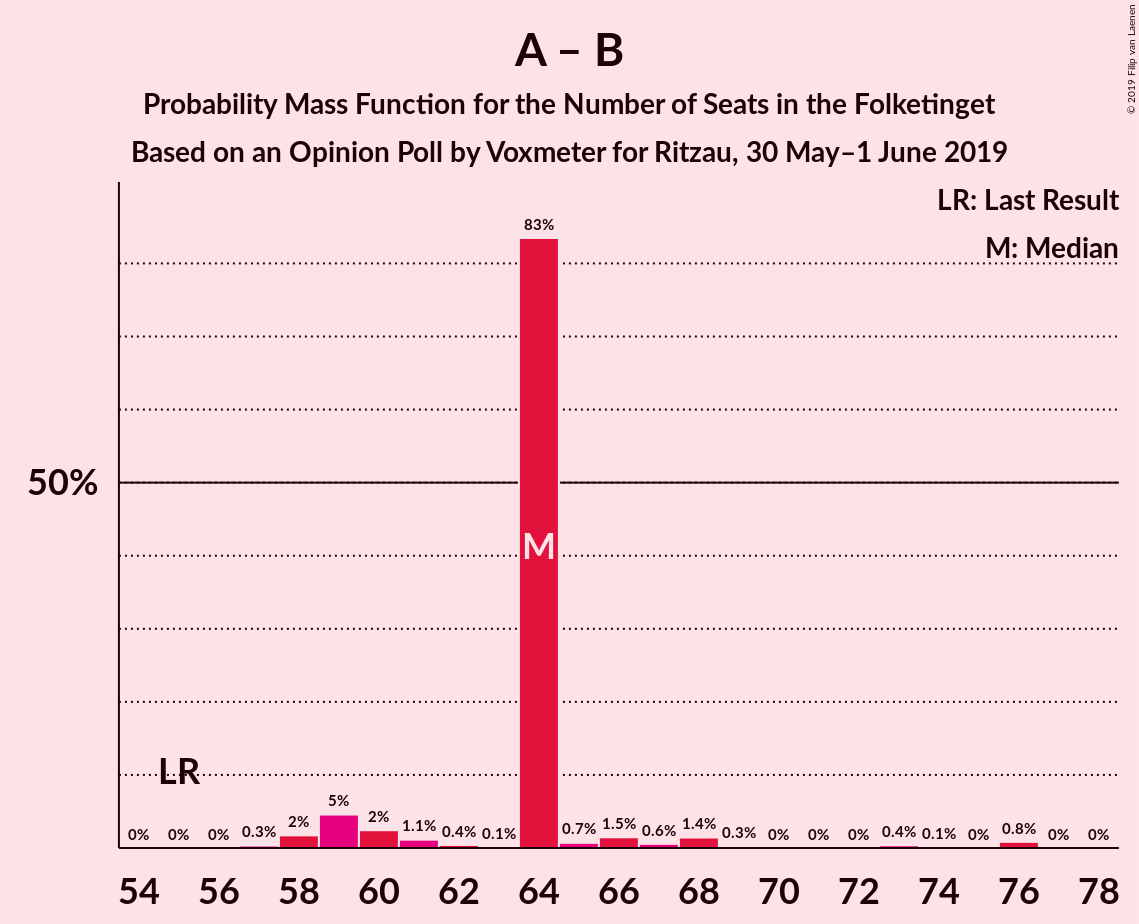 A – B
Probability Mass Function for the Number of Seats in the Folketinget
Based on an Opinion Poll by Voxmeter for Ritzau, 30 May–1 June 2019
© 2019 Filip van Laenen
LR: Last Result
M: Median
50%
LR
M
0% 0% 0% 0.3% 2% 5% 2% 1.1% 0.4% 0.1% 83% 0.7% 1.5% 0.6% 1.4% 0.3% 0% 0% 0% 0.4% 0.1% 0% 0.8% 0% 0%
54 56 58 60 62 64 66 68 70 72 74 76 78